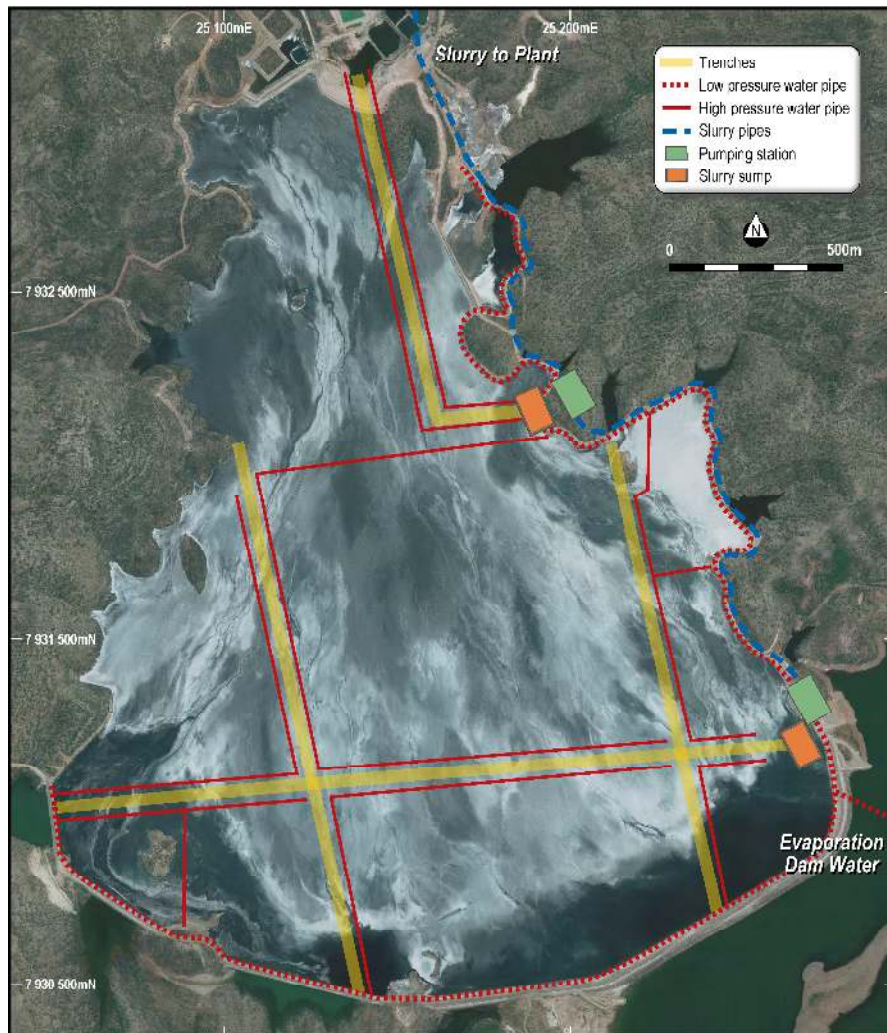 25 100mE
25 200mE
Slurry to Plant
Trenches
Low pressure water pipe
High pressure water pipe
Slurry pipes
Pumping station
Slurry sump
N
0
500m
7 932 500mN
7 931 500mN
Evaporation
Dam Water
7 930 500mN